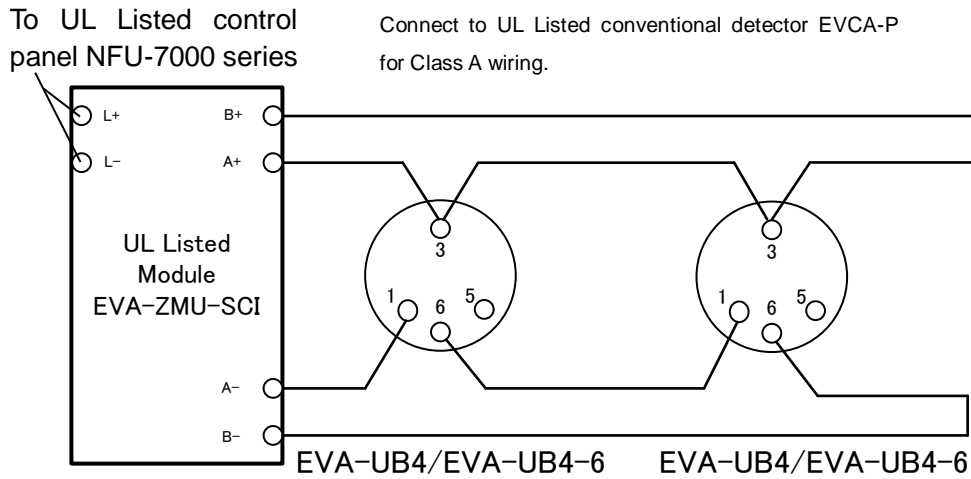 To UL Listed control
panel NFU-7000 series
Connect to UL Listed conventional detector EVCA-P
for Class A wiring.
L+
B+
L-
A+
UL Listed
Module
EVA-ZMU-SCI
A-
B-
3
1
6
5
3
1
6
5
EVA-UB4/EVA-UB4-6
EVA-UB4/EVA-UB4-6